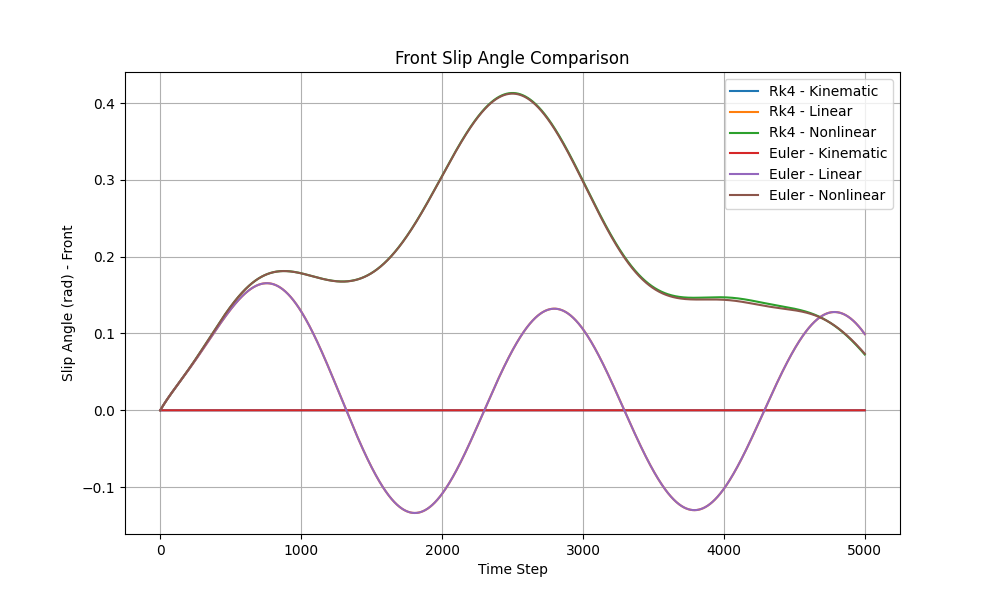 Front Slip Angle Comparison
Rk4 - Kinematic
Rk4 - Linear
Rk4 - Nonlinear
Euler - Kinematic
Euler - Linear
Euler - Nonlinear
Slip Angle (rad) - Front
0.4
0.3
0.2
0.1
0.0
−0.1
0
1000
2000
3000
4000
5000
Time Step